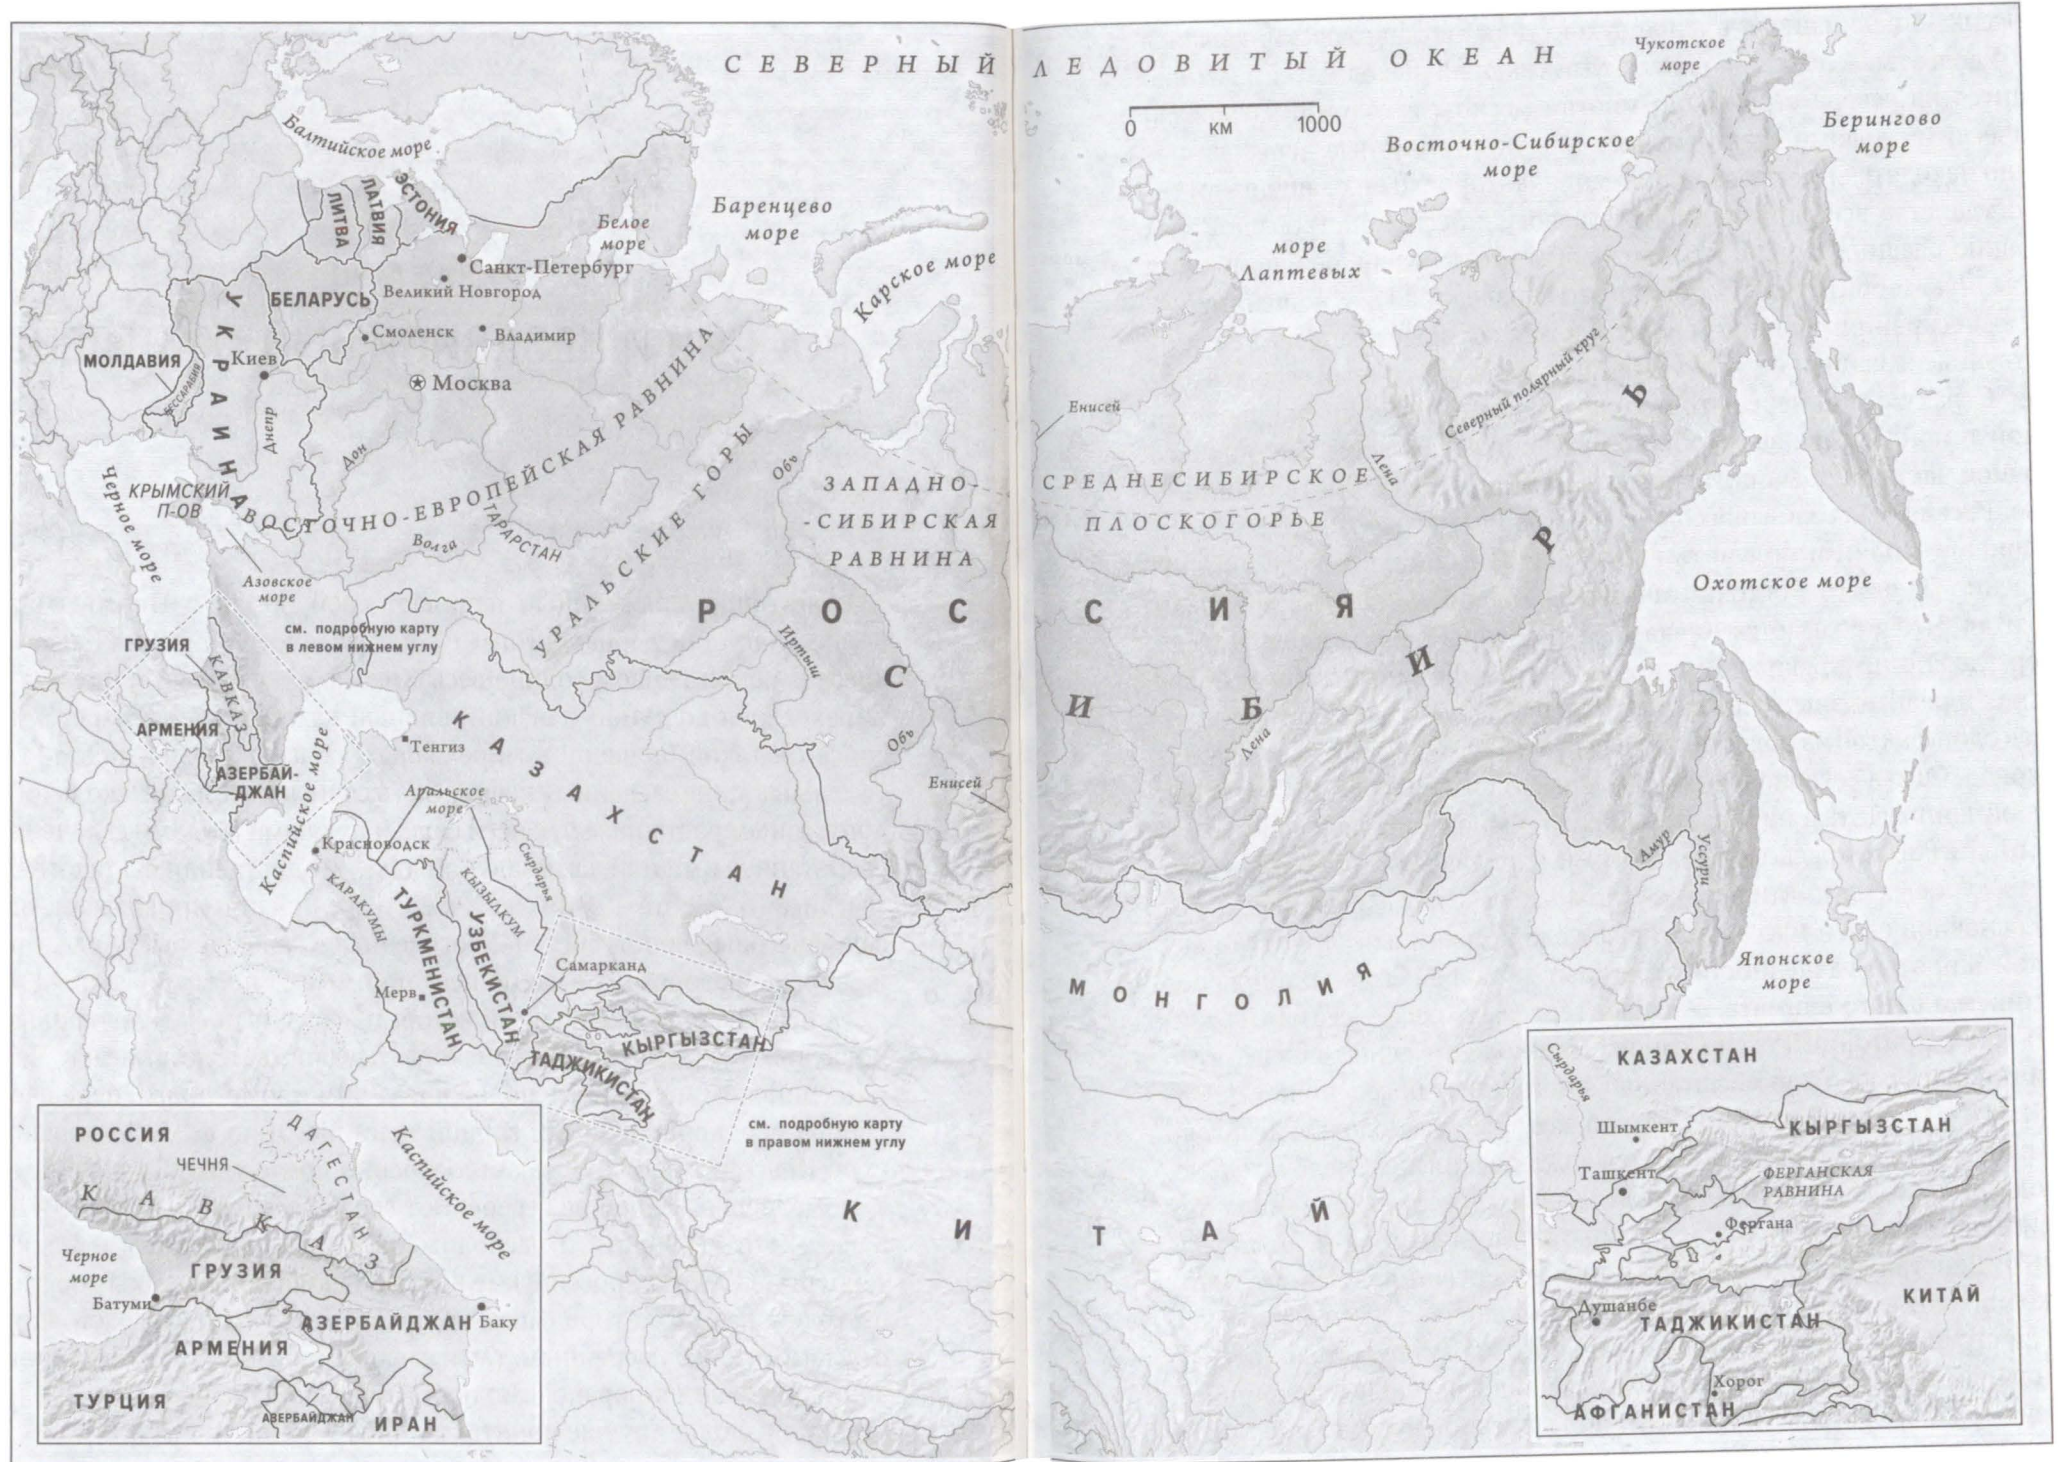 СЕВЕРНЫЙ ЛЕДОВИТЫЙ ОКЕАН
Чукотское
море
0 км 1000
Берингово
море
Восточно-Сибирское
море
Балтийское море
ЭСТОНИЯ
ЛАТВИЯ
ЛИТВА
Белое
море
Баренцево
море
Карское море
море
Лаптевых
Санкт-Петербург
Великий Новгород
БЕЛАРУСЬ
УКРАИНА
Смоленск
Владимир
МОЛДАВИЯ
БЕССАРАБИЯ
Киев
Москва
Днепр
Дон
ВОСТОЧНО-ЕВРОПЕЙСКАЯ РАВНИНА
УРАЛЬСКИЕ ГОРЫ
Обь
Енисей
Северный полярный круг
Лена
ЗАПАДНО-
-СИБИРСКАЯ
РАВНИНА
СРЕДНЕСИБИРСКОЕ
ПЛОСКОГОРЬЕ
Черное море
КРЫМСКИЙ
П-ОВ
Волга
ТАТАРСТАН
Азовское
море
Охотское море
РОССИЯ
СИБИРЬ
см. подробную карту
в левом нижнем углу
ГРУЗИЯ
КАВКАЗ
АРМЕНИЯ
АЗЕРБАЙ-
ДЖАН
Каспийское море
Иртыш
Обь
Енисей
Лена
Тенгиз
КАЗАХСТАН
Аральское
море
Красноводск
Сырдарья
КАРАКУМЫ
ТУРКМЕНИСТАН
КЫЗЫЛКУМ
УЗБЕКИСТАН
Амур
Уссури
Самарканд
Мерв
КЫРГЫЗСТАН
ТАДЖИКИСТАН
МОНГОЛИЯ
Японское
море
см. подробную карту
в правом нижнем углу
КИТАЙ
РОССИЯ
ДАГЕСТАН
ЧЕЧНЯ
Каспийское море
КАВКАЗ
Черное
море
ГРУЗИЯ
Батуми
АЗЕРБАЙДЖАН
Баку
АРМЕНИЯ
ТУРЦИЯ
АЗЕРБАЙДЖАН
ИРАН
КАЗАХСТАН
Сырдарья
Шымкент
КЫРГЫЗСТАН
Ташкент
ФЕРГАНСКАЯ
РАВНИНА
Фергана
КИТАЙ
Душанбе
ТАДЖИКИСТАН
Хорог
АФГАНИСТАН